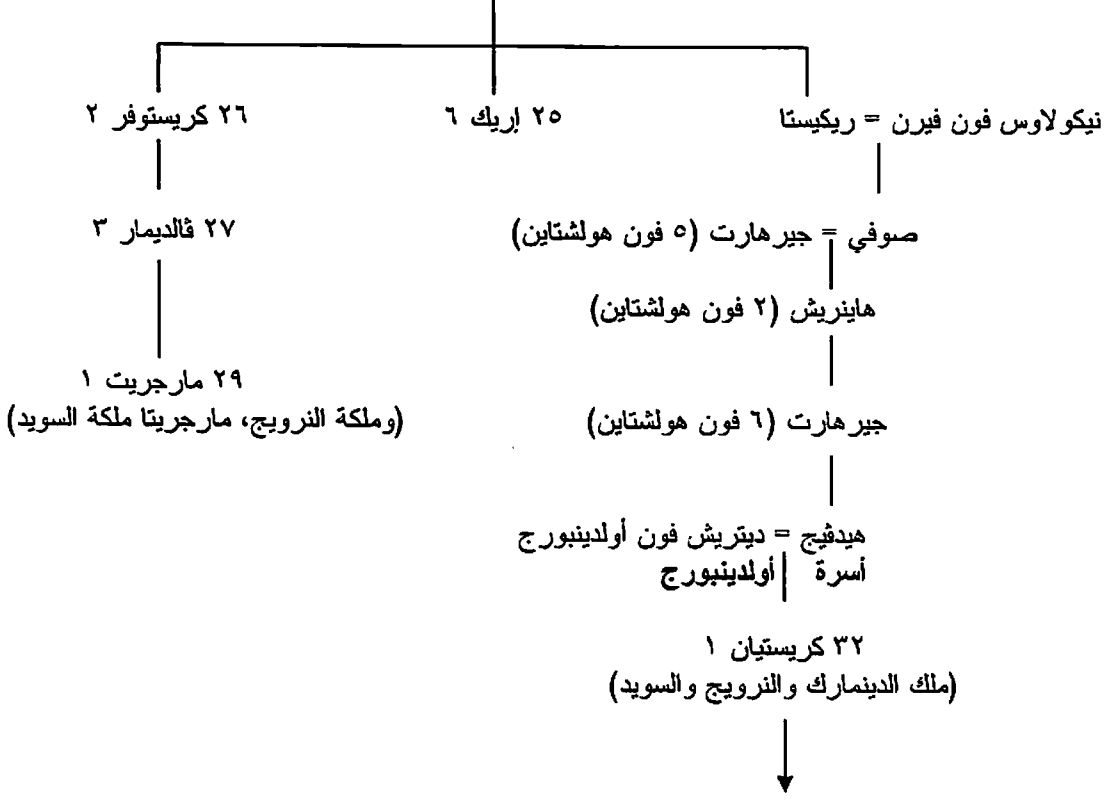 نيكولاوس فون فيرن = ريكيستا
٢٥ إريك ٦
٢٦ كريستوفر ٢
صوفي = جيرهارت (٥ فون هولشتاين)
٢٧ ڤالديمار ٣
هاينريش (٢ فون هولشتاين)
٢٩ مارجريت ١
(وملكة النرويج، مارجريتا ملكة السويد)
جيرهارت (٦ فون هولشتاين)
هيدڤيج = ديتريش فون أولدينبورج
أسرة أولدينبورج
٣٢ كريستيان ١
(ملك الدينمارك والنرويج والسويد)